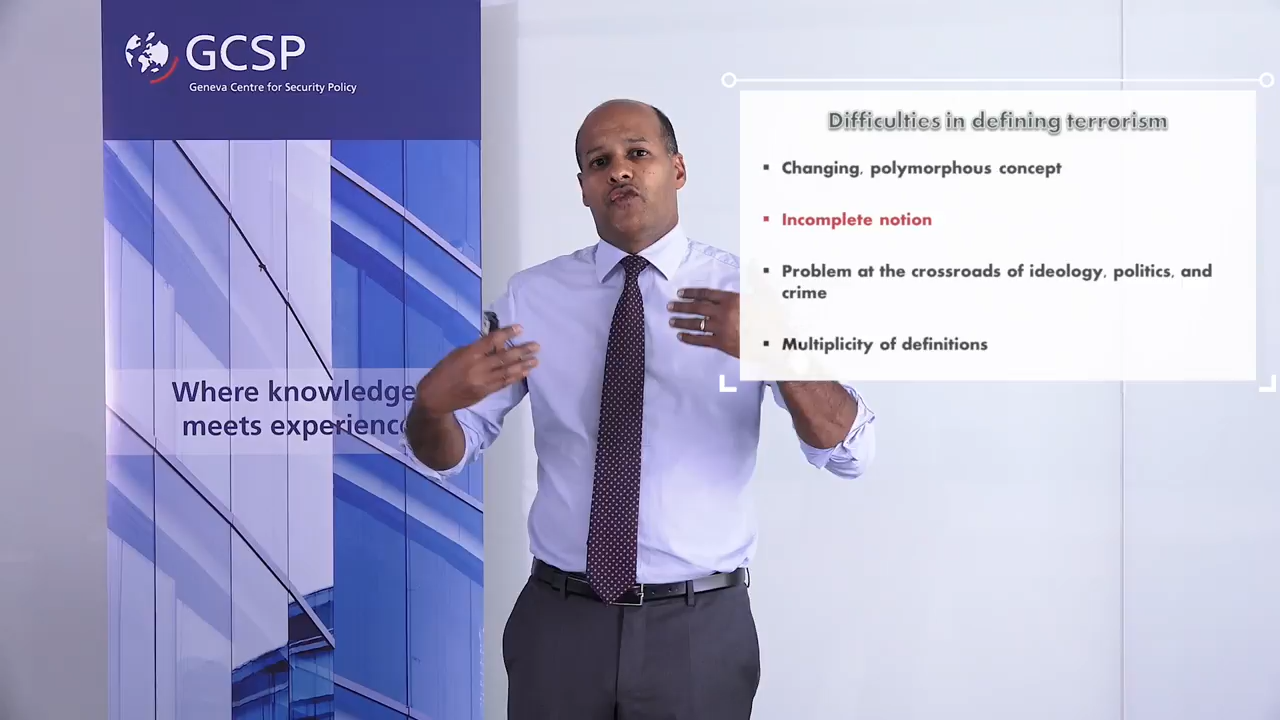 GCSP
Geneva Centre for Security Policy
Where knowledge
meets experienc
Difficulties in defining terrorism
▪ Changing, polymorphous concept
▪ Incomplete notion
▪ Problem at the crossroads of ideology, politics, and
crime
▪ Multiplicity of definitions